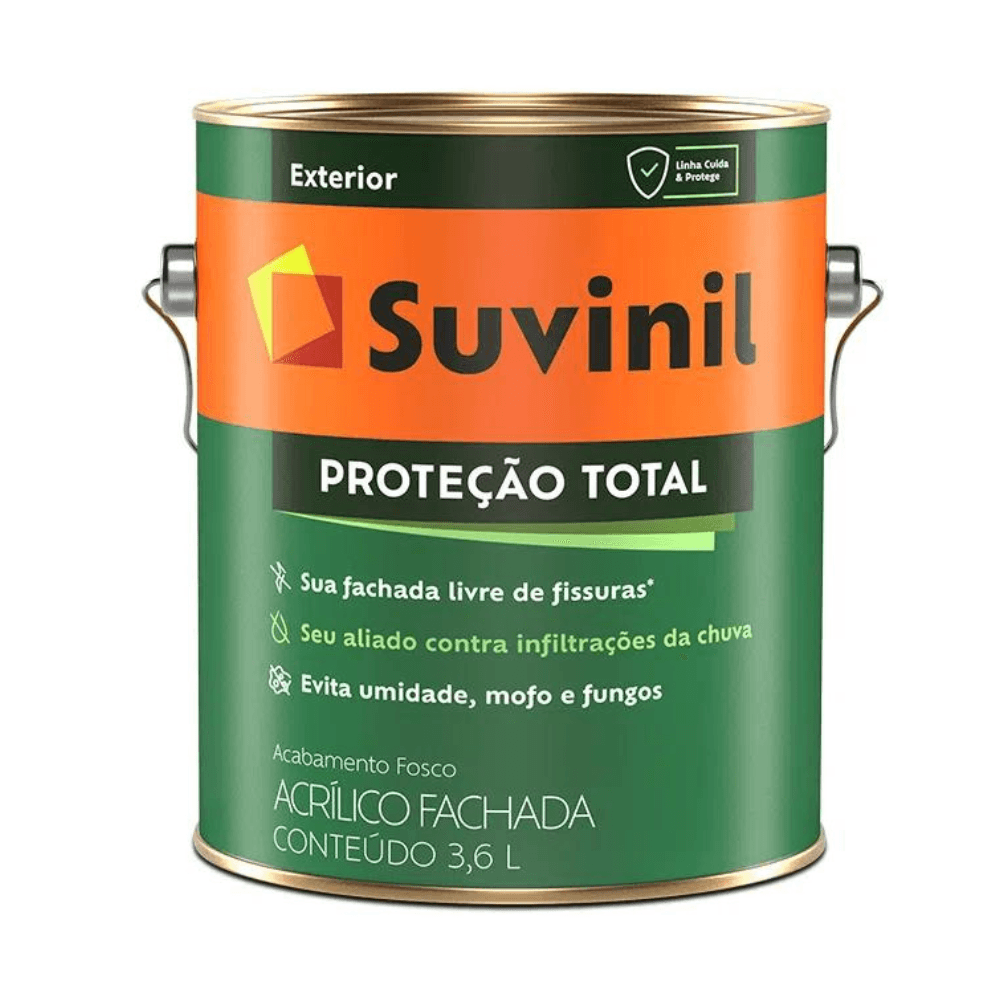 Exterior
Linha Cuida
& Protege
Suvinil
PROTEÇÃO TOTAL
Sua fachada livre de fissuras*
Seu aliado contra infiltrações da chuva
Evita umidade, mofo e fungos
Acabamento Fosco
ACRÍLICO FACHADA
CONTEÚDO 3,6 L